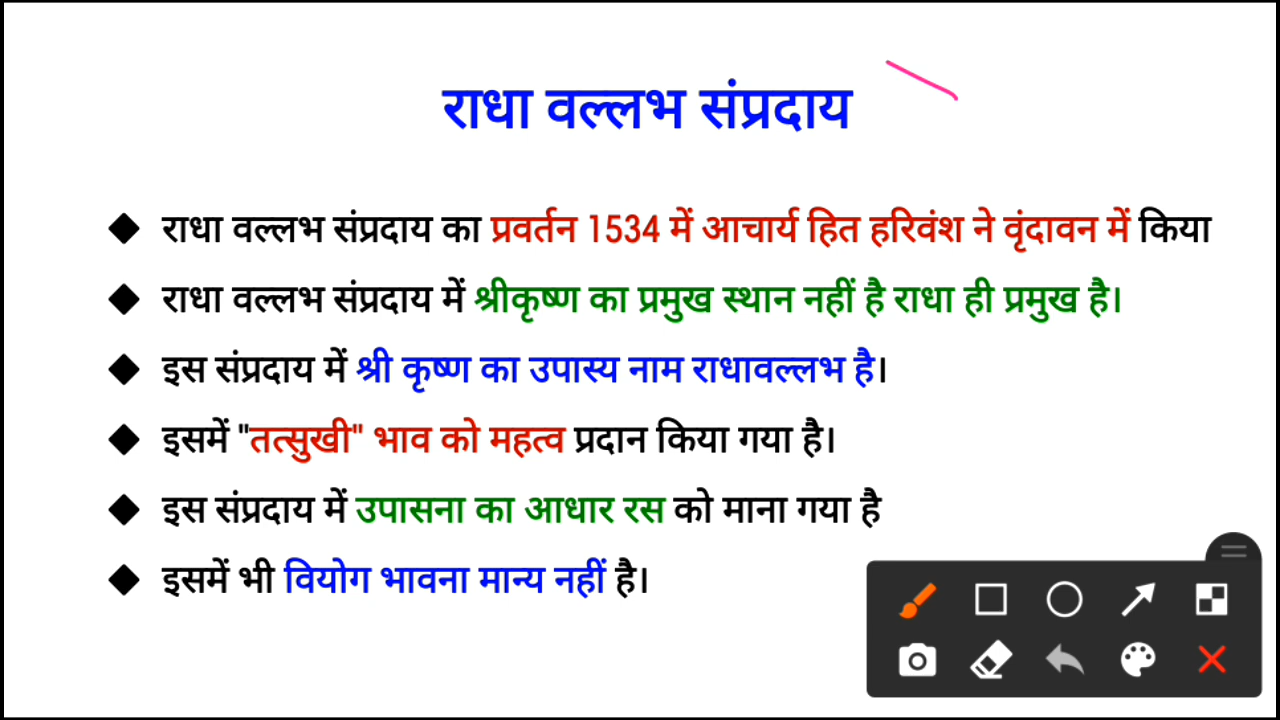 राधा वल्लभ संप्रदाय
◆ राधा वल्लभ संप्रदाय का प्रवर्तन 1534 में आचार्य हित हरिवंश ने वृंदावन में किया
◆ राधा वल्लभ संप्रदाय में श्रीकृष्ण का प्रमुख स्थान नहीं है राधा ही प्रमुख है।
◆ इस संप्रदाय में श्री कृष्ण का उपास्य नाम राधावल्लभ है।
◆ इसमें "तत्सुखी" भाव को महत्व प्रदान किया गया है।
◆ इस संप्रदाय में उपासना का आधार रस को माना गया है
◆ इसमें भी वियोग भावना मान्य नहीं है।